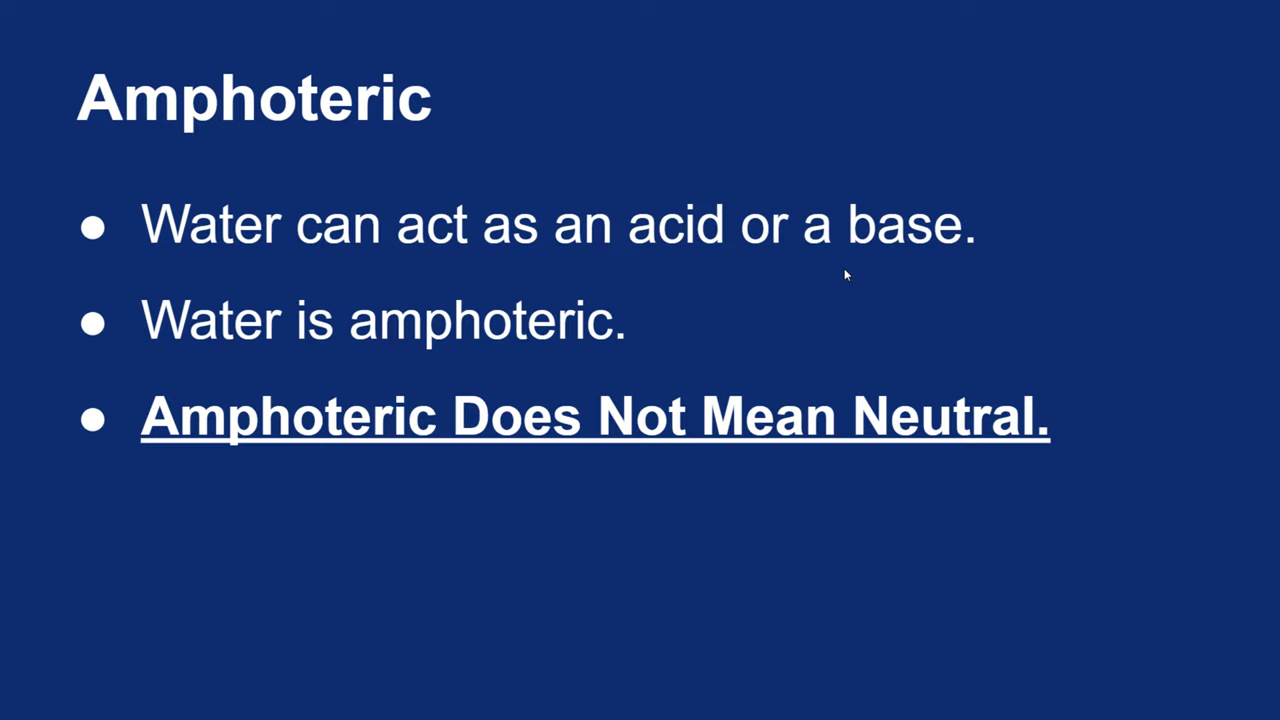 Amphoteric
● Water can act as an acid or a base.
● Water is amphoteric.
● Amphoteric Does Not Mean Neutral.